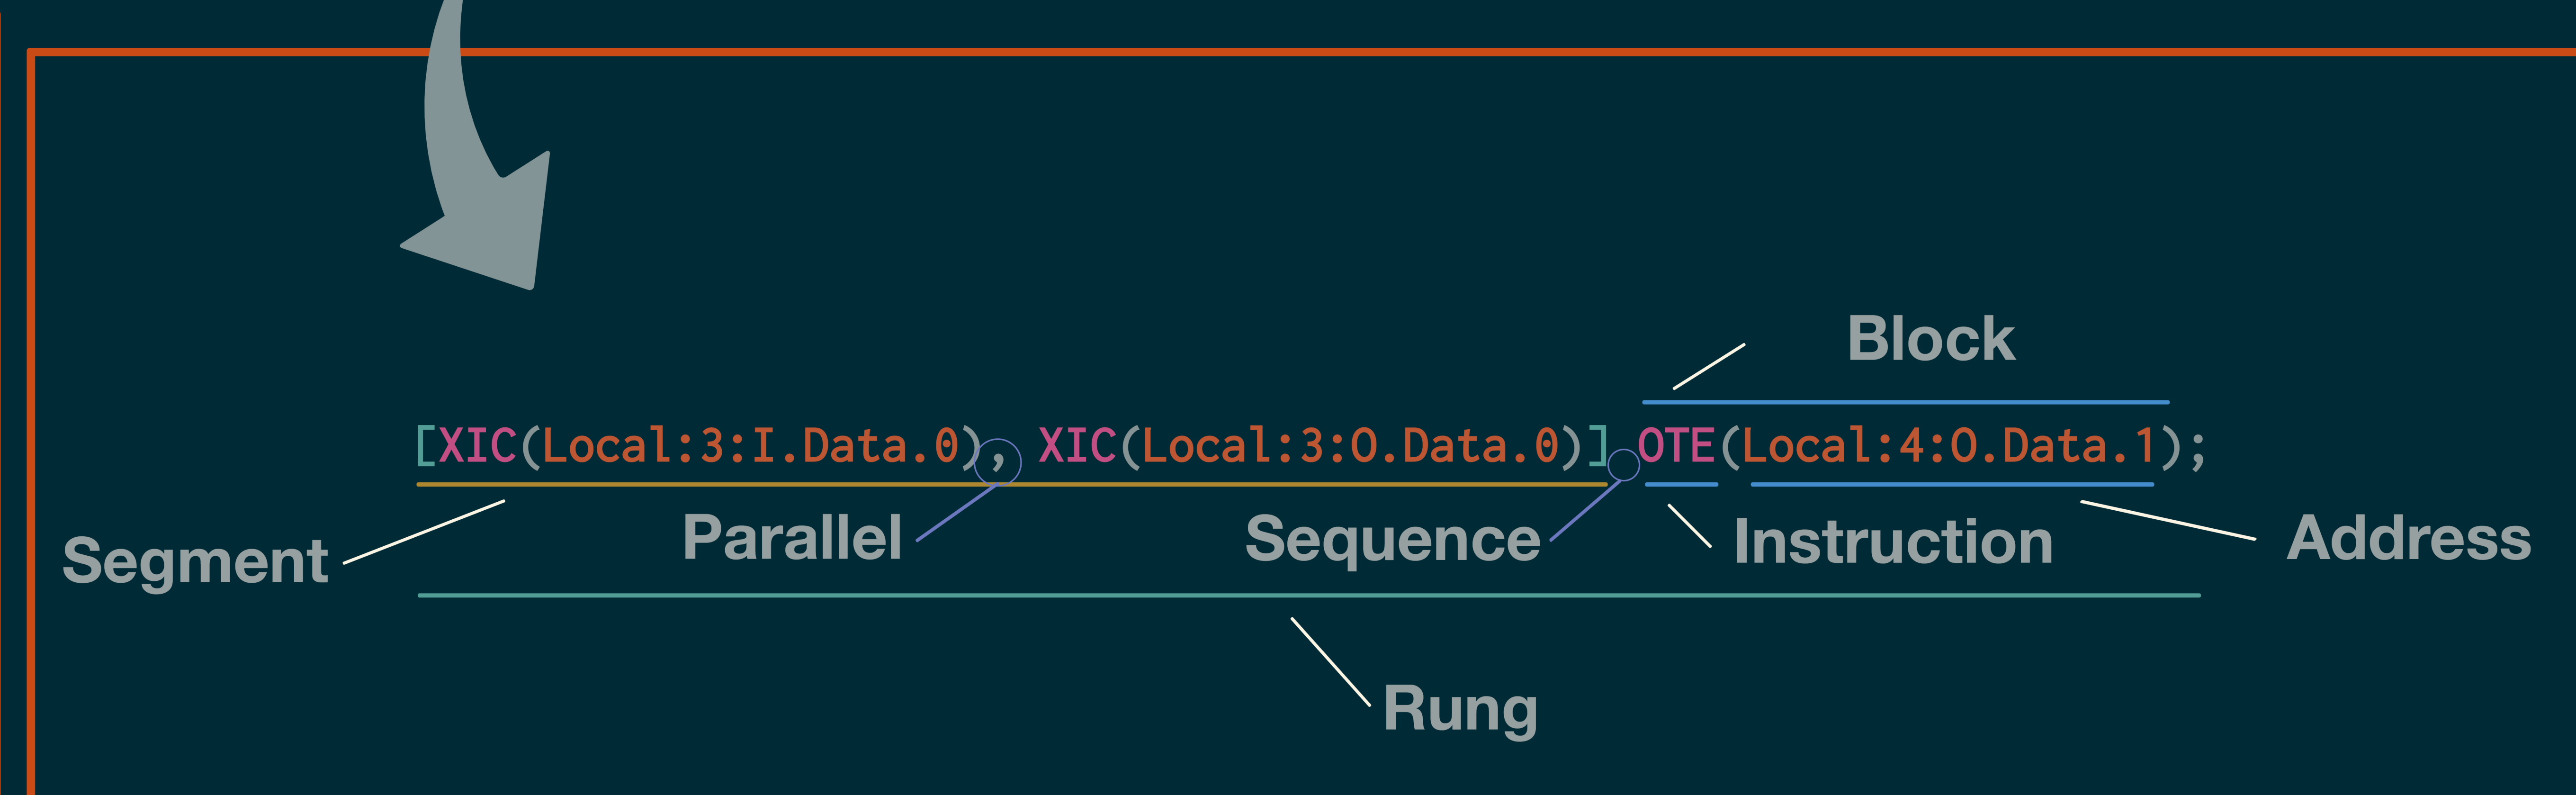 Block
[XIC(Local:3:I.Data.0), XIC(Local:3:O.Data.0)] OTE(Local:4:O.Data.1);
Segment
Parallel
Sequence
Instruction
Address
Rung